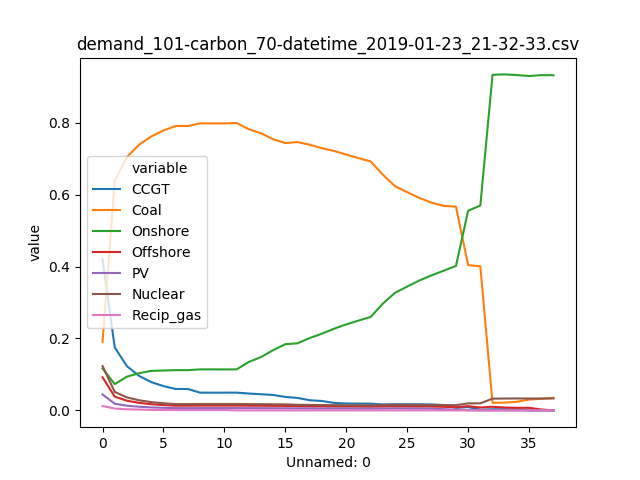 demand_101-carbon_70-datetime_2019-01-23_21-32-33.csv
value
0.8
0.6
0.4
0.2
0.0
variable
CCGT
Coal
Onshore
Offshore
PV
Nuclear
Recip_gas
0 5 10 15 20 25 30 35
Unnamed: 0